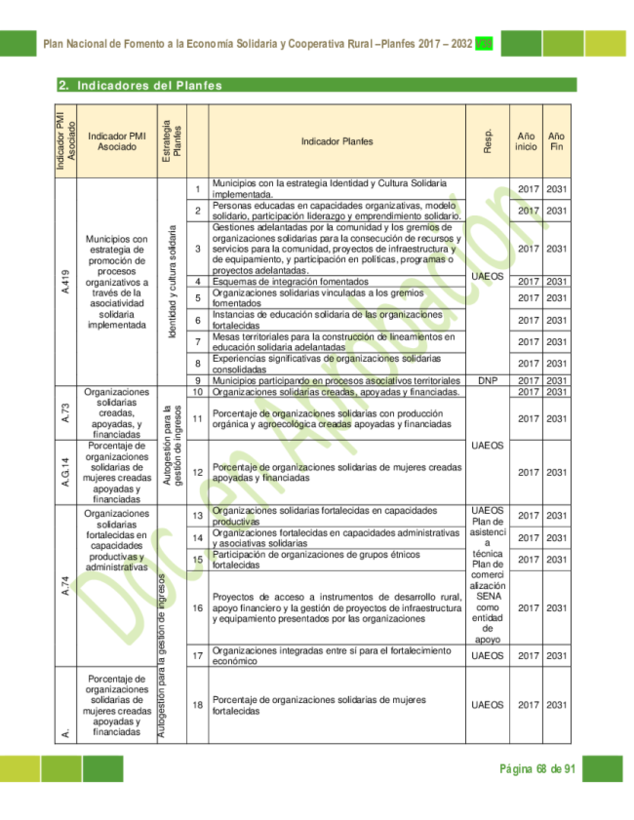 Plan Nacional de Fomento a la Economía Solidaria y Cooperativa Rural –Planfes 2017 – 2032 V39
2. Indicadores del Planfes
Indicador PMI
Asociado
Indicador PMI
Asociado
Estrategia
Planfes
Indicador Planfes
Resp.
Año
inicio
Año
Fin
A.419
Municipios con
estrategia de
promoción de
procesos
organizativos a
través de la
asociatividad
solidaria
implementada
Identidad y cultura solidaria
1 Municipios con la estrategia Identidad y Cultura Solidaria
implementada.
2017 2031
2 Personas educadas en capacidades organizativas, modelo
solidario, participación liderazgo y emprendimiento solidario.
2017 2031
3 Gestiones adelantadas por la comunidad y los gremios de
organizaciones solidarias para la consecución de recursos y
servicios para la comunidad, proyectos de infraestructura y
de equipamiento, y participación en políticas, programas o
proyectos adelantadas.
2017 2031
UAEOS
4 Esquemas de integración fomentados 2017 2031
5 Organizaciones solidarias vinculadas a los gremios
fomentados
2017 2031
6 Instancias de educación solidaria de las organizaciones
fortalecidas
2017 2031
7 Mesas territoriales para la construcción de lineamientos en
educación solidaria adelantadas
2017 2031
8 Experiencias significativas de organizaciones solidarias
consolidadas
2017 2031
9 Municipios participando en procesos asociativos territoriales DNP 2017 2031
A.73
Organizaciones
solidarias
creadas,
apoyadas, y
financiadas
Autogestión para la
gestión de ingresos
10 Organizaciones solidarias creadas, apoyadas y financiadas. 2017 2031
11 Porcentaje de organizaciones solidarias con producción
orgánica y agroecológica creadas apoyadas y financiadas
2017 2031
UAEOS
A.G.14
Porcentaje de
organizaciones
solidarias de
mujeres creadas
apoyadas y
financiadas
12 Porcentaje de organizaciones solidarias de mujeres creadas
apoyadas y financiadas
2017 2031
A.74
Organizaciones
solidarias
fortalecidas en
capacidades
productivas y
administrativas
Autogestión para la gestión de ingresos
13 Organizaciones solidarias fortalecidas en capacidades
productivas
2017 2031
14 Organizaciones fortalecidas en capacidades administrativas
y asociativas solidarias
2017 2031
15 Participación de organizaciones de grupos étnicos
fortalecidas
2017 2031
16 Proyectos de acceso a instrumentos de desarrollo rural,
apoyo financiero y la gestión de proyectos de infraestructura
y equipamiento presentados por las organizaciones
2017 2031
UAEOS
Plan de
asistenci
a
técnica
Plan de
comerci
alización
SENA
como
entidad
de
apoyo
17 Organizaciones integradas entre sí para el fortalecimiento
económico
UAEOS 2017 2031
A.
Porcentaje de
organizaciones
solidarias de
mujeres creadas
apoyadas y
financiadas
18 Porcentaje de organizaciones solidarias de mujeres
fortalecidas
UAEOS 2017 2031
Doc. en Aprobación
Página 68 de 91